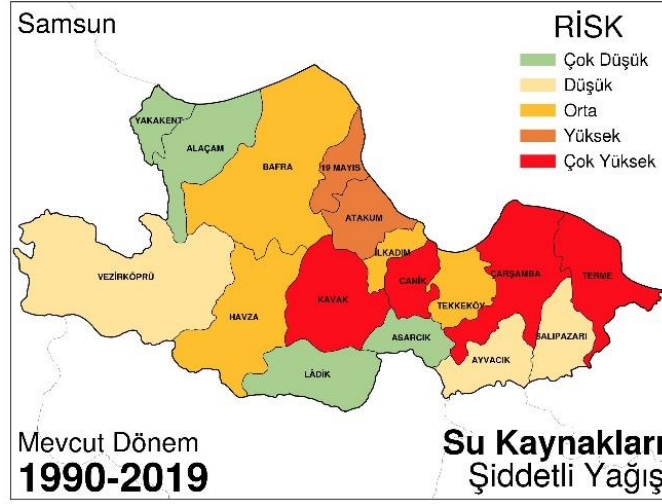 Samsun
RİSK
Çok Düşük
Düşük
Orta
Yüksek
Çok Yüksek
YAKAKENT
ALAÇAM
BAFRA
19 MAYIS
ATAKUM
İLKADIM
VEZİRKÖPRÜ
CANİK
ÇARŞAMBA
TERME
KAVAK
TEKKEKÖY
HAVZA
ASARCIK
SALIPAZARI
AYVACIK
LÂDİK
Mevcut Dönem
1990-2019
Su Kaynakları
Şiddetli Yağış